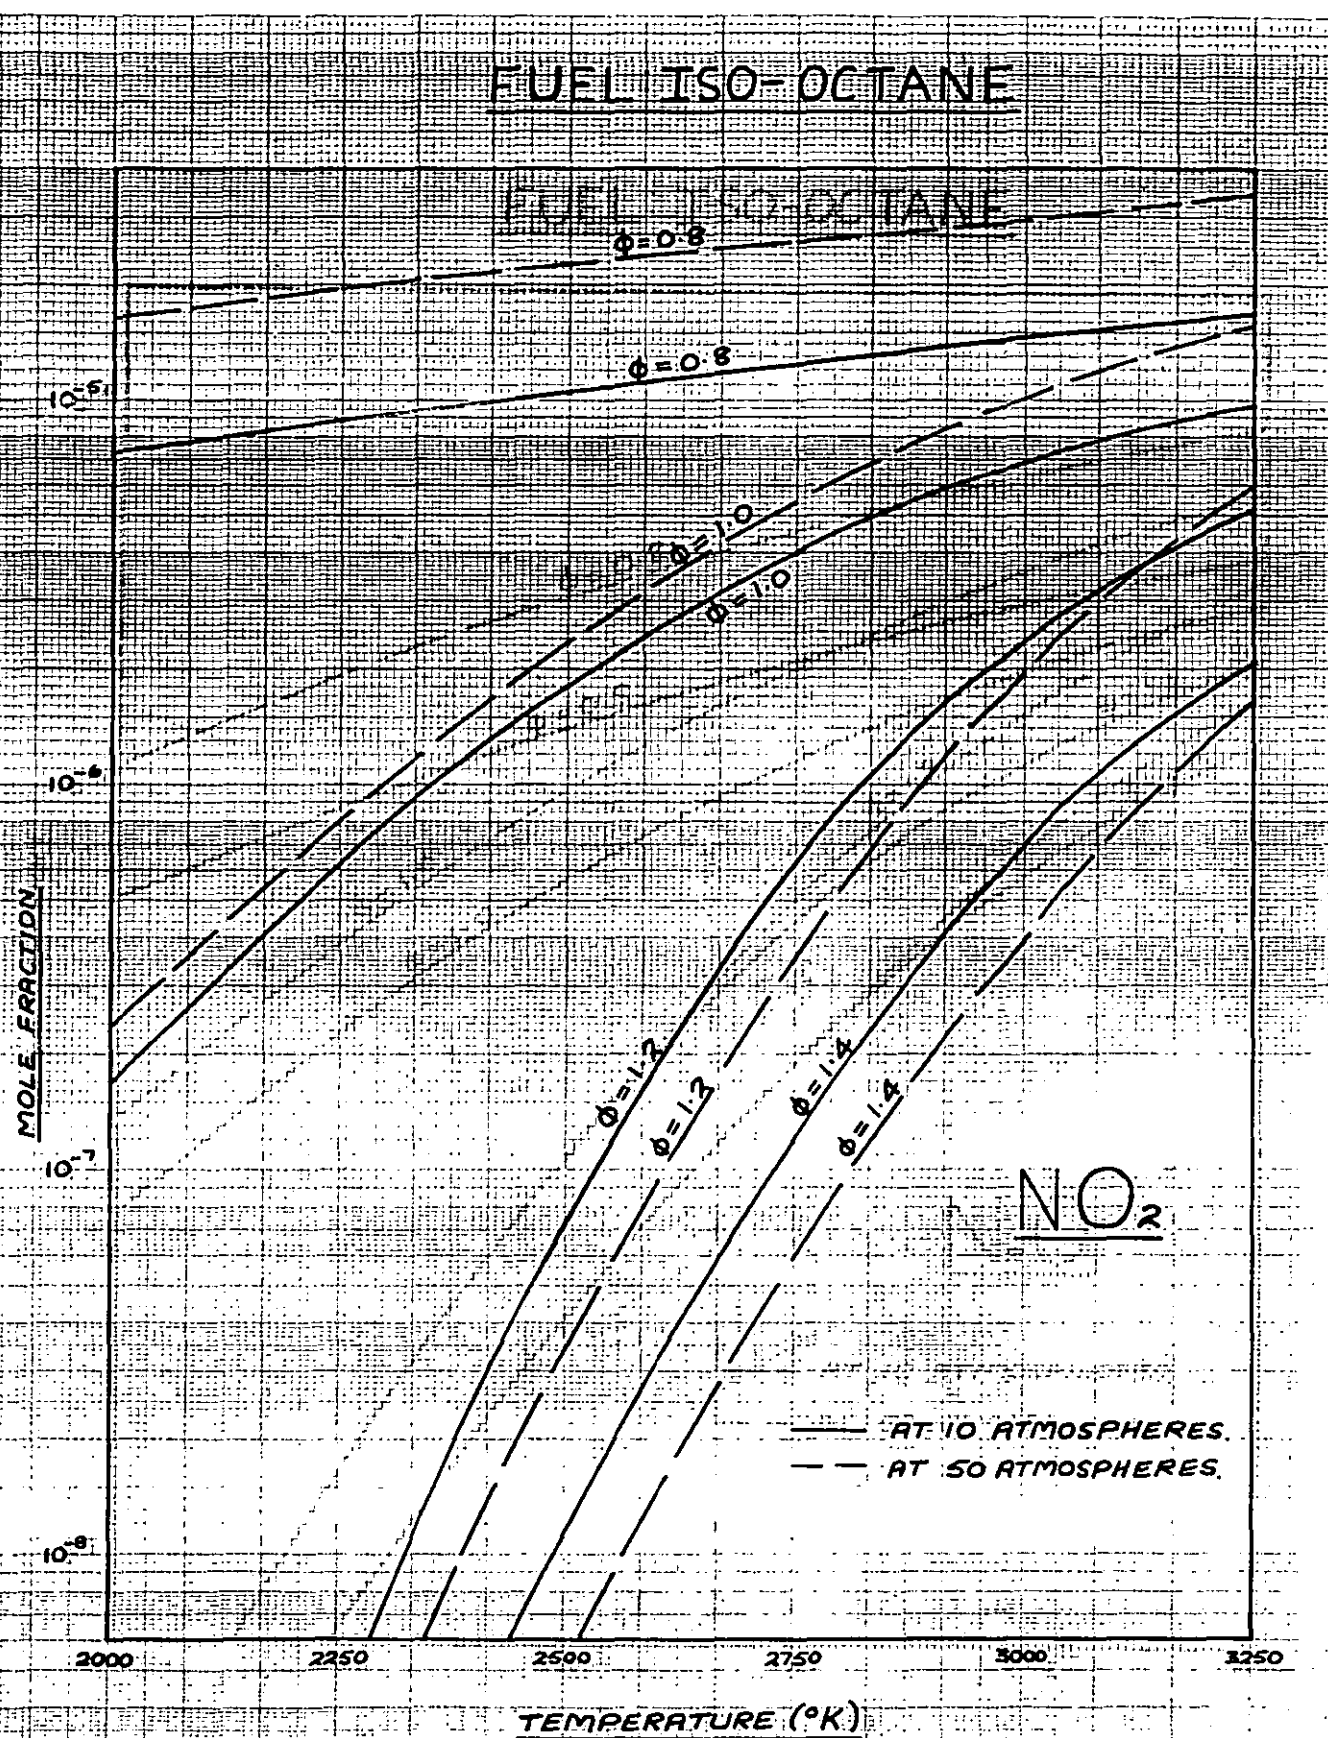 FUEL ISO-OCTANE
FUEL ISO-OCTANE
ϕ=0.8
ϕ=0.8
10⁻⁵
ϕ=1.0
ϕ=1.0
10⁻⁶
MOLE FRACTION
ϕ=1.2
ϕ=1.2
ϕ=1.4
ϕ=1.4
10⁻⁷
NO₂
AT 10 ATMOSPHERES.
AT 50 ATMOSPHERES.
10⁻⁸
2000 2250 2500 2750 3000 3250
TEMPERATURE (°K)